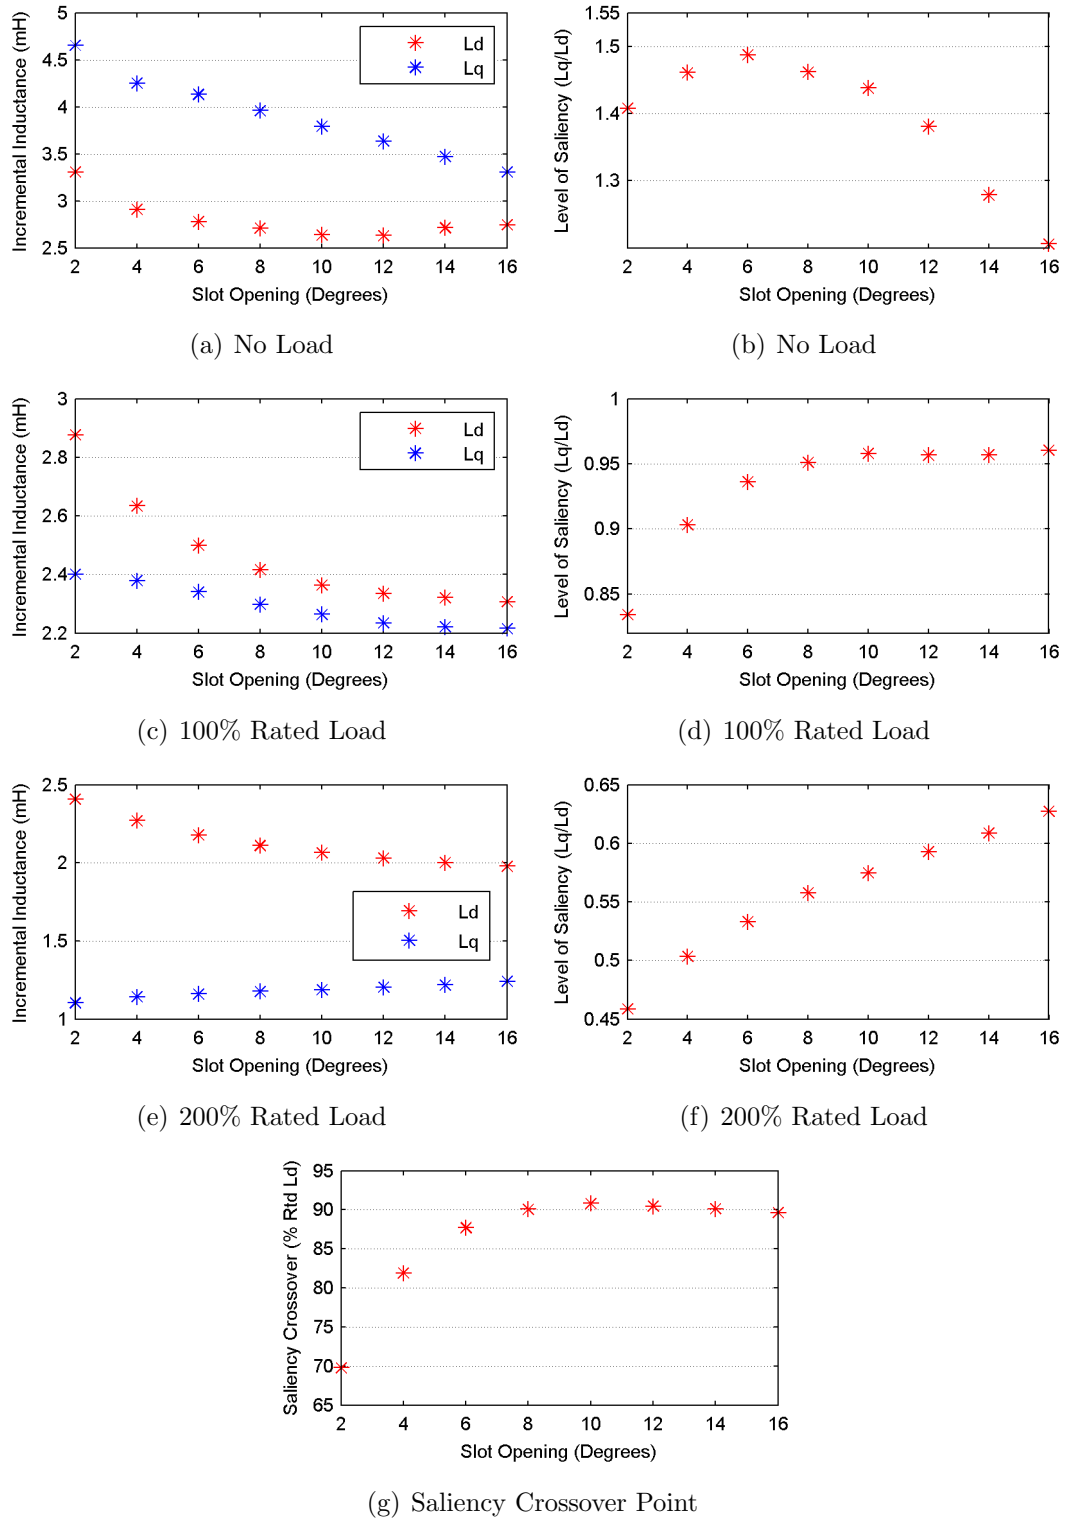 Incremental Inductance (mH)
5
4.5
4
3.5
3
2.5
Ld
Lq
2 4 6 8 10 12 14 16
Slot Opening (Degrees)
(a) No Load
Level of Saliency (Lq/Ld)
1.55
1.5
1.4
1.3
2 4 6 8 10 12 14 16
Slot Opening (Degrees)
(b) No Load
Incremental Inductance (mH)
3
2.8
2.6
2.4
2.2
Ld
Lq
2 4 6 8 10 12 14 16
Slot Opening (Degrees)
(c) 100% Rated Load
Level of Saliency (Lq/Ld)
1
0.95
0.9
0.85
2 4 6 8 10 12 14 16
Slot Opening (Degrees)
(d) 100% Rated Load
Incremental Inductance (mH)
2.5
2
1.5
1
Ld
Lq
2 4 6 8 10 12 14 16
Slot Opening (Degrees)
(e) 200% Rated Load
Level of Saliency (Lq/Ld)
0.65
0.6
0.55
0.5
0.45
2 4 6 8 10 12 14 16
Slot Opening (Degrees)
(f) 200% Rated Load
Saliency Crossover (% Rtd Ld)
95
90
85
80
75
70
65
2 4 6 8 10 12 14 16
Slot Opening (Degrees)
(g) Saliency Crossover Point